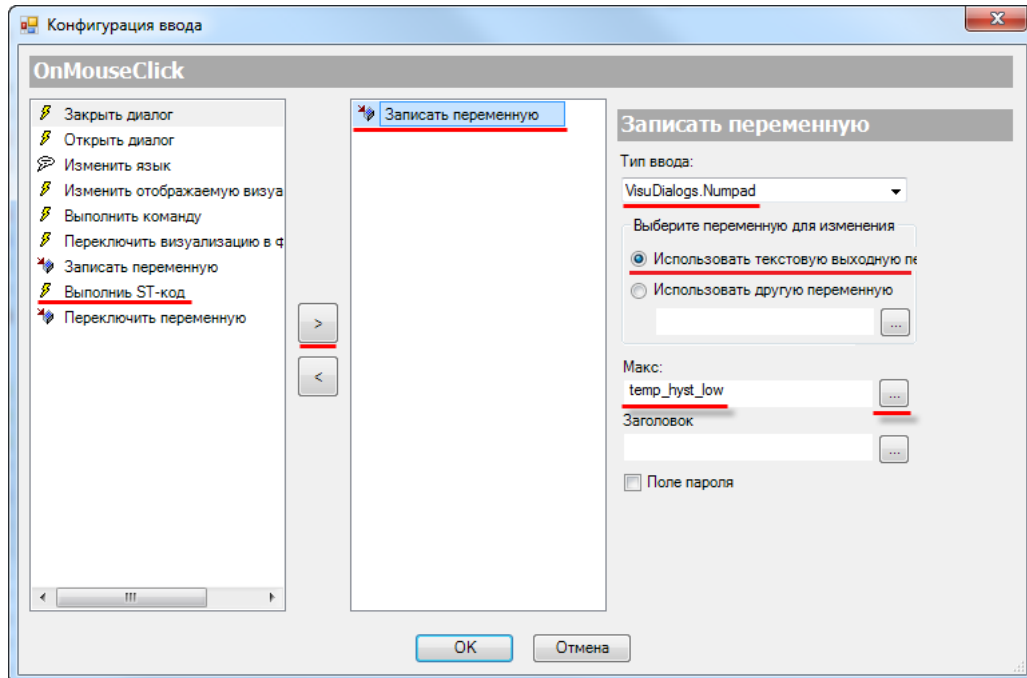 Конфигурация ввода
OnMouseClick
Закрыть диалог
Открыть диалог
Изменить язык
Изменить отображаемую визуа
Выполнить команду
Переключить визуализацию в ф
Записать переменную
Выполниь ST-код
Переключить переменную
>
<
Записать переменную
Записать переменную
Тип ввода:
VisuDialogs.Numpad
Выберите переменную для изменения
Использовать текстовую выходную пе
Использовать другую переменную
...
Макс:
temp_hyst_low
...
Заголовок
...
Поле пароля
OK
Отмена